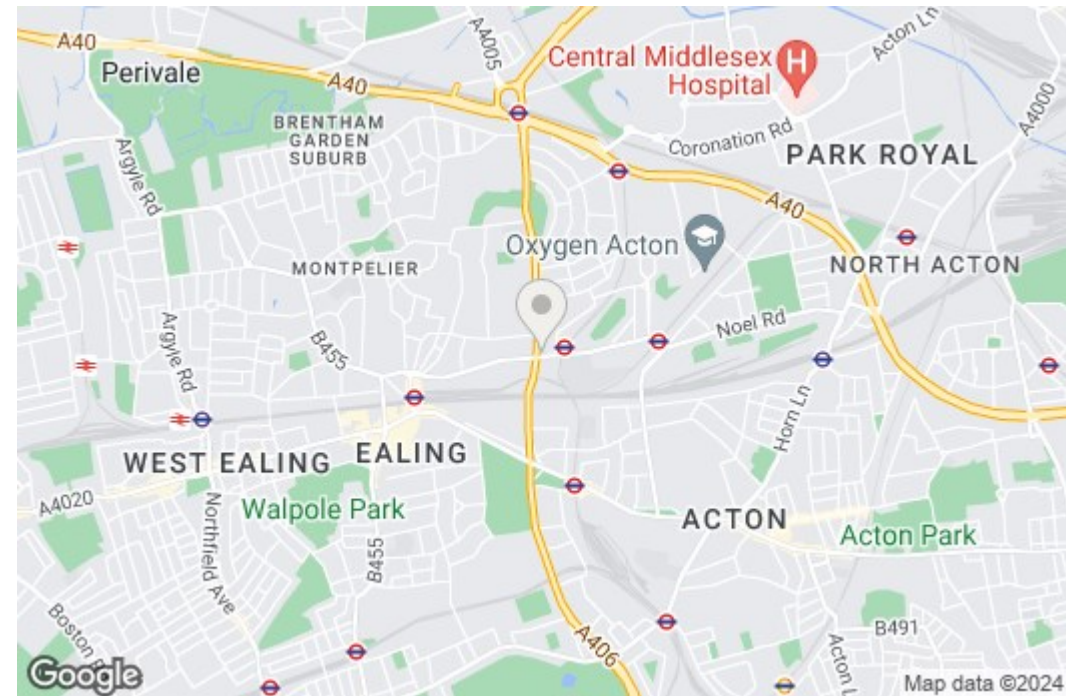 A40
Perivale
A40
A4005
Central Middlesex
Hospital
H
Acton Ln
A4000
BRENTHAM
GARDEN
SUBURB
Argyle Rd
Coronation Rd
PARK ROYAL
A40
Oxygen Acton
MONTPELIER
NORTH ACTON
Argyle Rd
B455
Noel Rd
Horn Ln
WEST EALING
EALING
A4020
Walpole Park
ACTON
Acton Park
Northfield Ave
B455
Boston
A406
B491
Acton L
Google
Map data ©2024